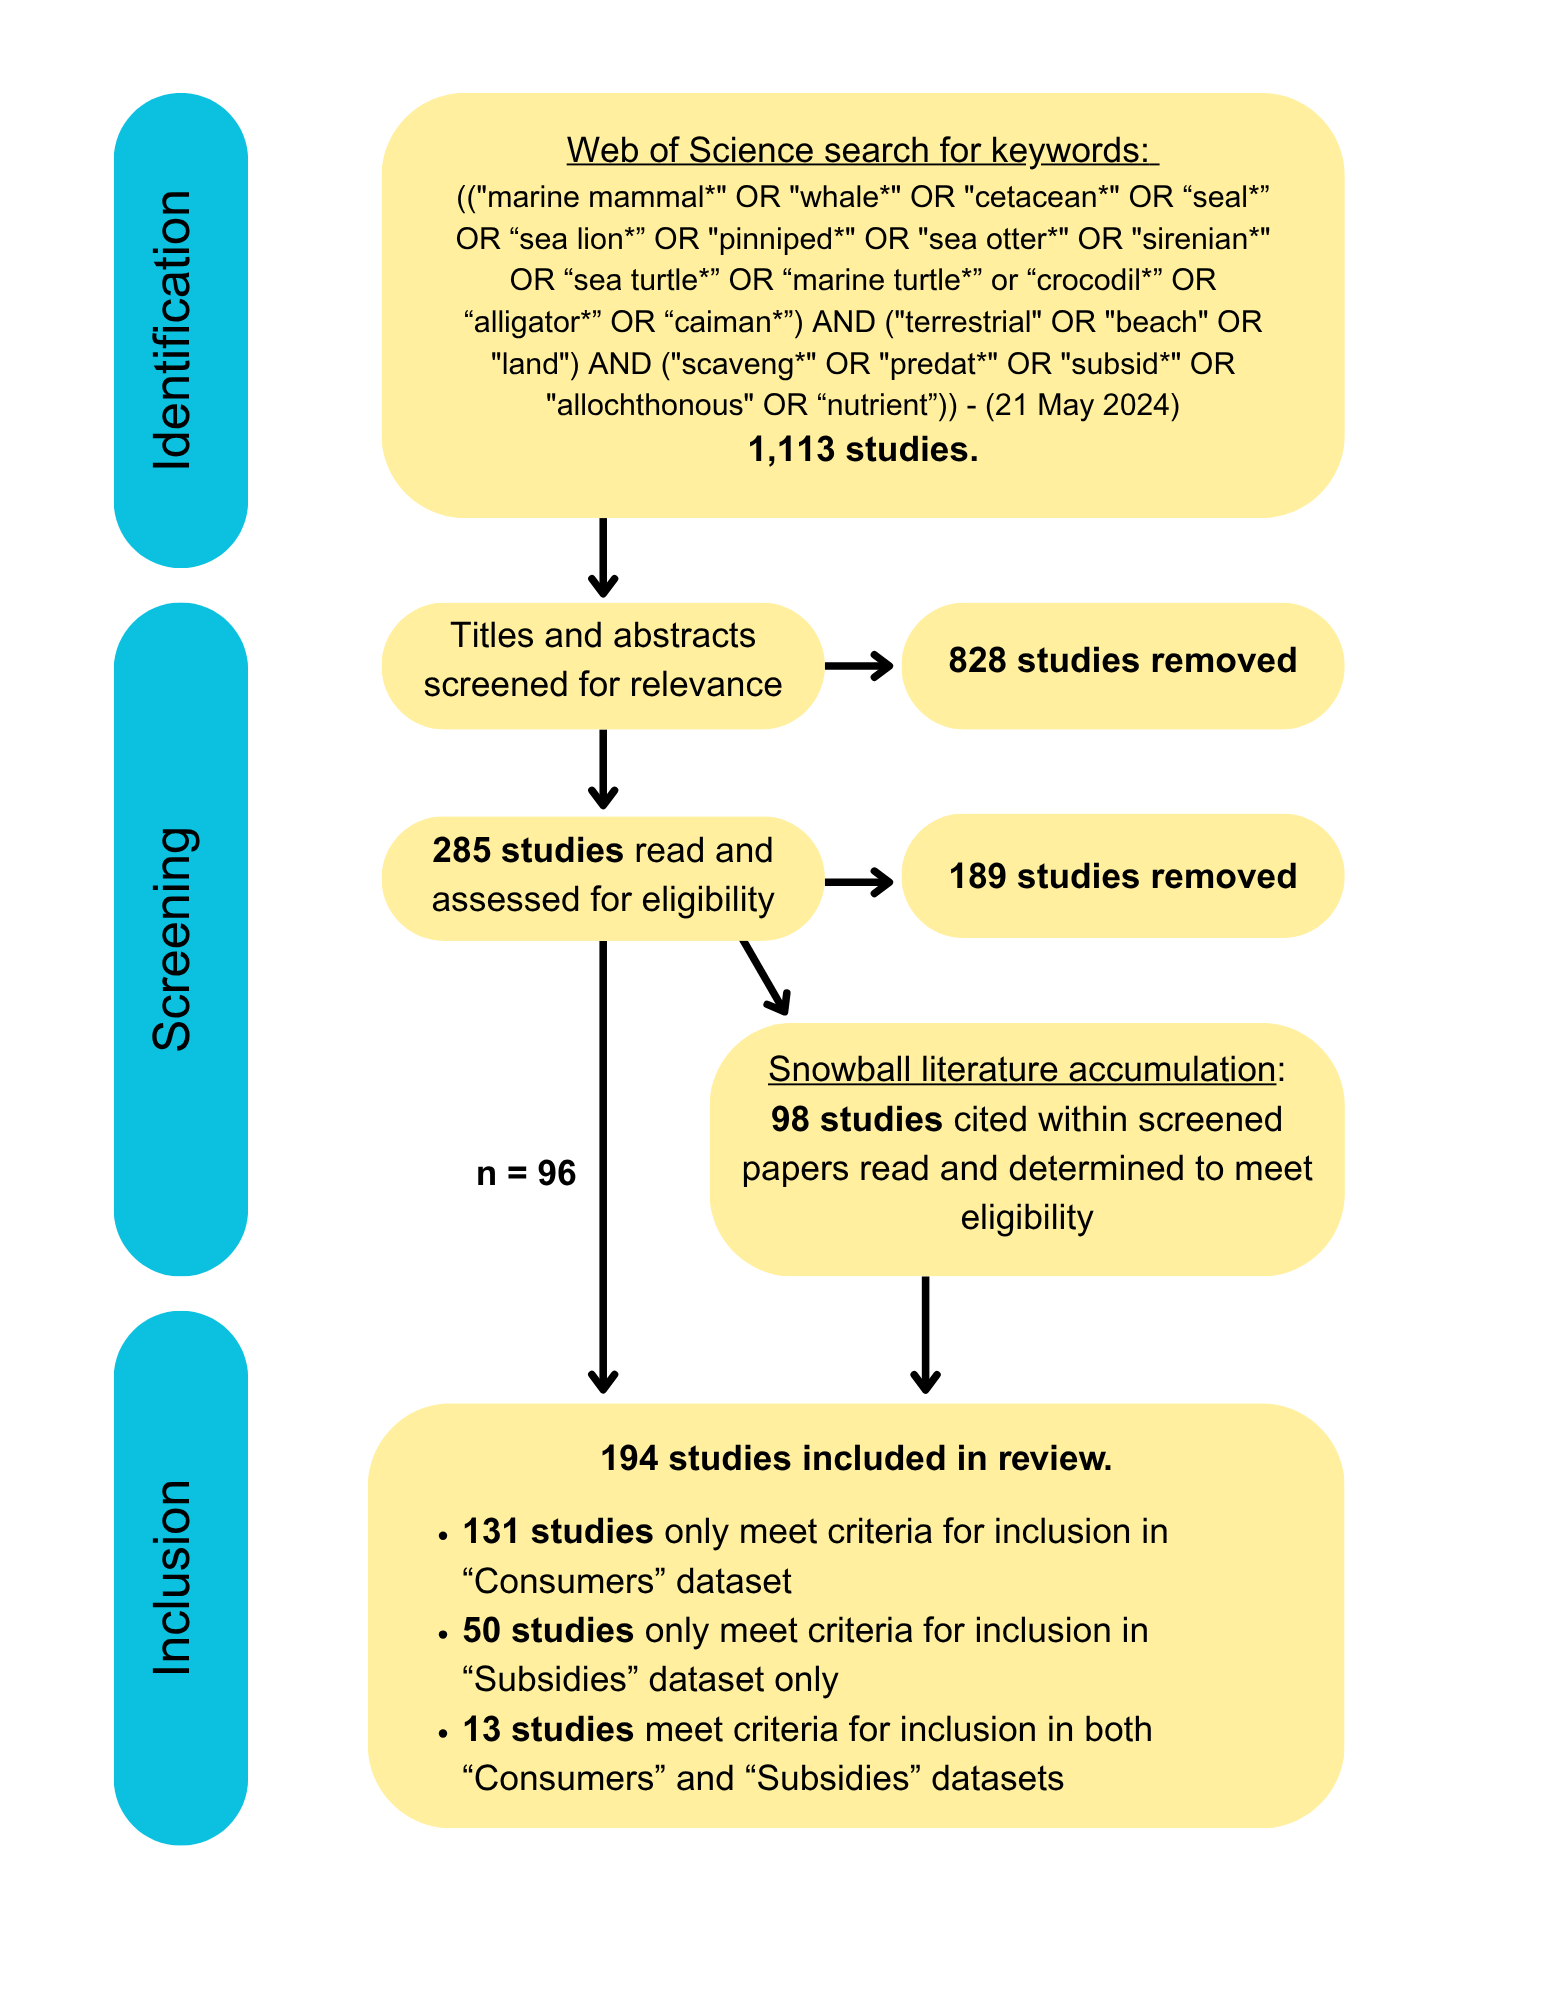 Identification
Web of Science search for keywords:
(("marine mammal*" OR "whale*" OR "cetacean*" OR “seal*”
OR “sea lion*” OR "pinniped*" OR "sea otter*" OR "sirenian*"
OR “sea turtle*” OR “marine turtle*” or “crocodil*” OR
“alligator*” OR “caiman*”) AND ("terrestrial" OR "beach" OR
"land") AND ("scaveng*" OR "predat*" OR "subsid*" OR
"allochthonous" OR “nutrient”)) - (21 May 2024)
1,113 studies.
Screening
Titles and abstracts
screened for relevance
828 studies removed
285 studies read and
assessed for eligibility
189 studies removed
Snowball literature accumulation:
98 studies cited within screened
papers read and determined to meet
eligibility
n = 96
Inclusion
194 studies included in review.
• 131 studies only meet criteria for inclusion in
“Consumers” dataset
• 50 studies only meet criteria for inclusion in
“Subsidies” dataset only
• 13 studies meet criteria for inclusion in both
“Consumers” and “Subsidies” datasets